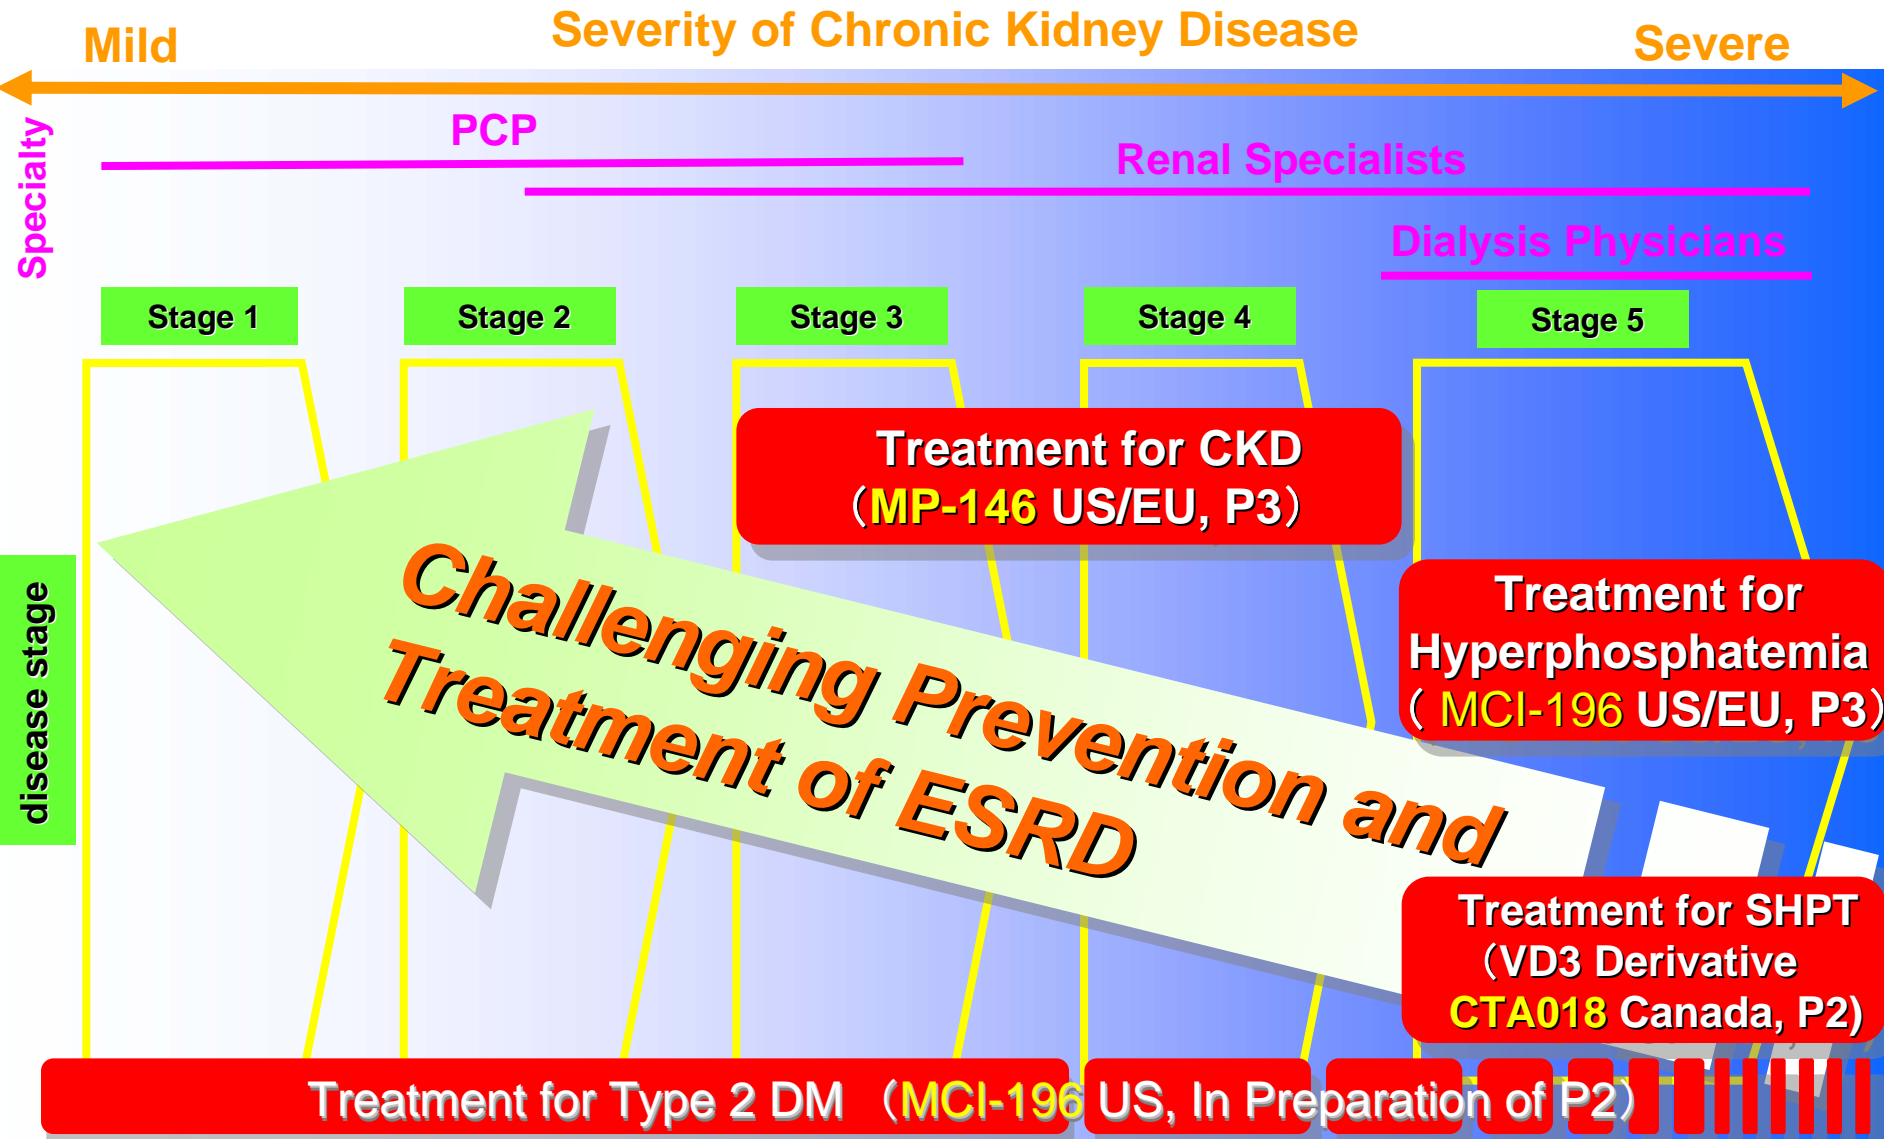 Severity of Chronic Kidney Disease
Mild
Severe
Specialty
PCP
Renal Specialists
Dialysis Physicians
Stage 1
Stage 2
Stage 3
Stage 4
Stage 5
disease stage
Treatment for CKD
（MP-146 US/EU, P3）
Challenging Prevention and
Treatment of ESRD
Treatment for
Hyperphosphatemia
（ MCI-196 US/EU, P3）
Treatment for SHPT
（VD3 Derivative
CTA018 Canada, P2)
Treatment for Type 2 DM （MCI-196 US, In Preparation of P2）